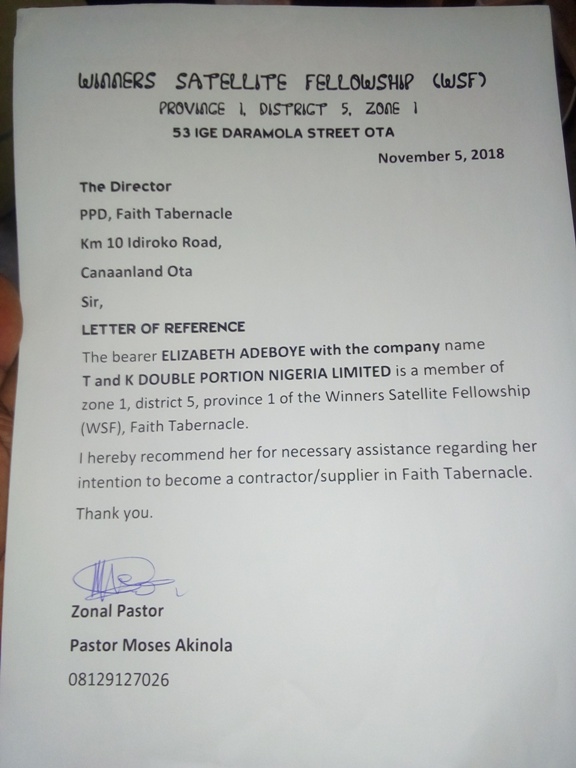 WINNERS SATELLITE FELLOWSHIP (WSF)
PROVINCE 1, DISTRICT 5, ZONE 1
53 IGE DARAMOLA STREET OTA
November 5, 2018
The Director
PPD, Faith Tabernacle
Km 10 Idiroko Road,
Canaanland Ota
Sir,
LETTER OF REFERENCE
The bearer ELIZABETH ADEBOYE with the company name
T and K DOUBLE PORTION NIGERIA LIMITED is a member of
zone 1, district 5, province 1 of the Winners Satellite Fellowship
(WSF), Faith Tabernacle.
I hereby recommend her for necessary assistance regarding her
intention to become a contractor/supplier in Faith Tabernacle.
Thank you.
Zonal Pastor
Pastor Moses Akinola
08129127026